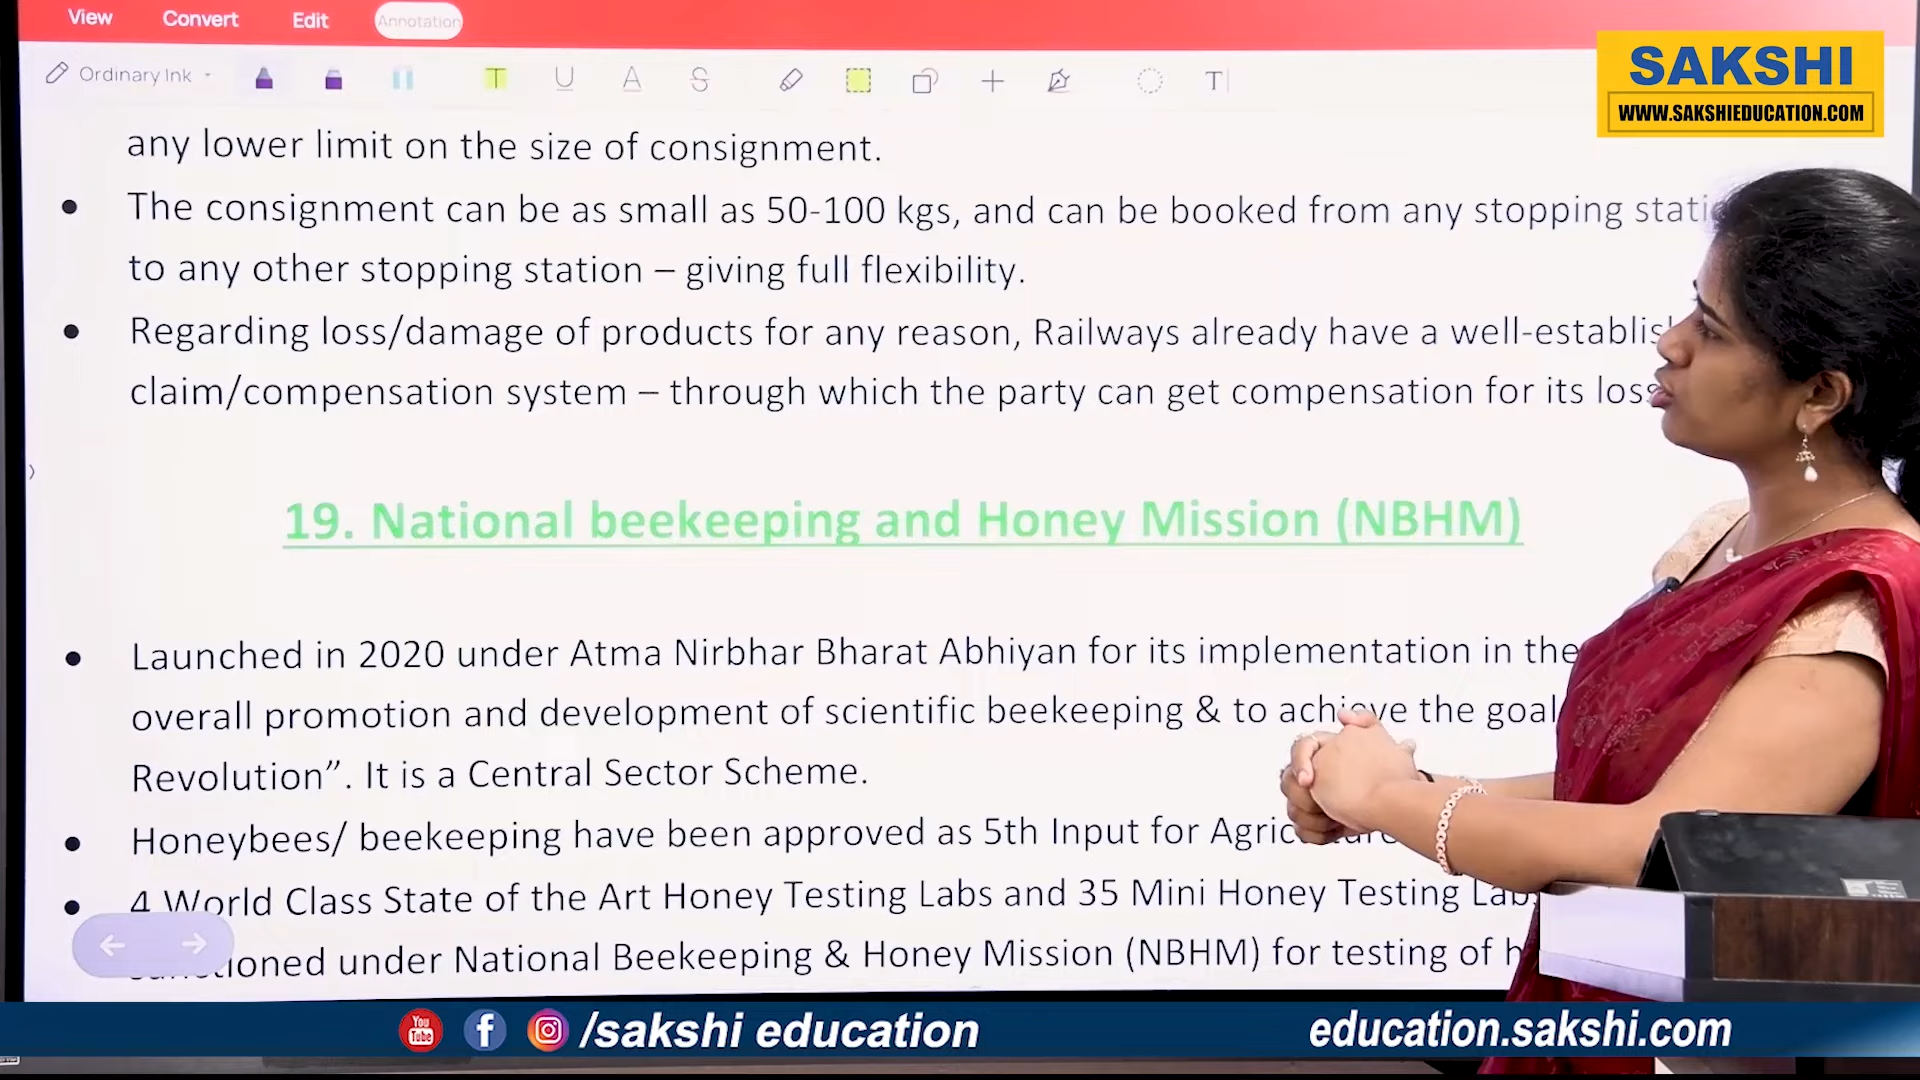 View Convert Edit Annotation
Ordinary Ink
SAKSHI
WWW.SAKSHIEDUCATION.COM
any lower limit on the size of consignment.
The consignment can be as small as 50-100 kgs, and can be booked from any stopping
to any other stopping station – giving full flexibility.
Regarding loss/damage of products for any reason, Railways already have a
claim/compensation system – through which the party can get compensation for its
19. National beekeeping and Honey Mission (NBHM)
Launched in 2020 under Atma Nirbhar Bharat Abhiyan for its implementation in the
overall promotion and development of scientific beekeeping & to achieve the goal
Revolution”. It is a Central Sector Scheme.
Honeybees/ beekeeping have been approved as 5th Input for
4 World Class State of the Art Honey Testing Labs and 35 Mini Honey Testing
under National Beekeeping & Honey Mission (NBHM) for testing of
You Tube /sakshi education education.sakshi.com